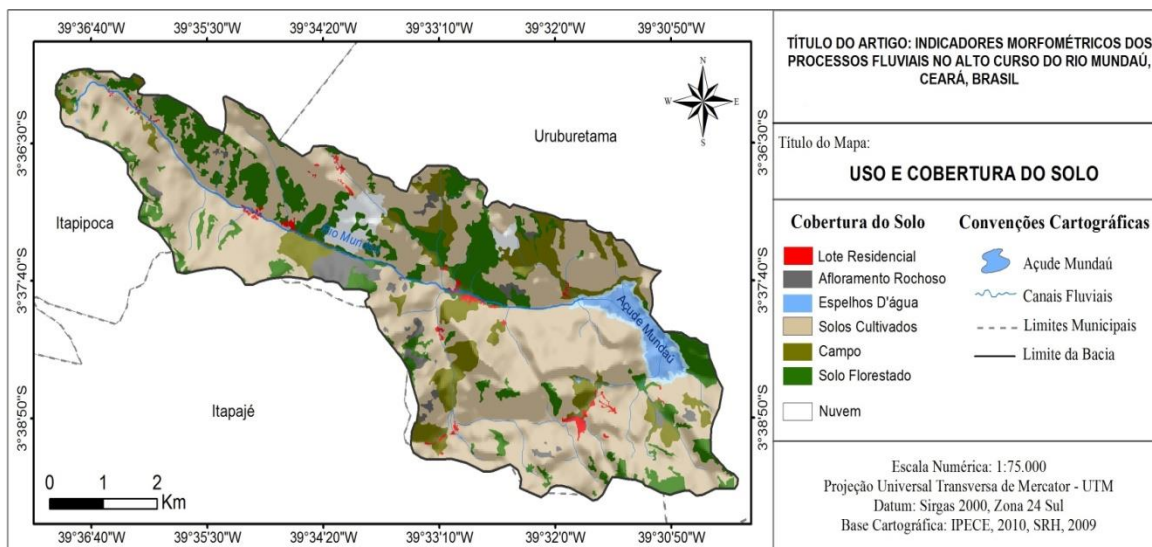 39°36'40"W 39°35'30"W 39°34'20"W 39°33'10"W 39°32'0"W 39°30'50"W
3°36'30"S
3°37'40"S
3°38'50"S
N
W E
S
Uruburetama
Itapipoca
Itapajé
Rio Mundaú
Açude Mundaú
0 1 2
Km
3°36'30"S
3°37'40"S
3°38'50"S
39°36'40"W 39°35'30"W 39°34'20"W 39°33'10"W 39°32'0"W 39°30'50"W
TÍTULO DO ARTIGO: INDICADORES MORFOMÉTRICOS DOS
PROCESSOS FLUVIAIS NO ALTO CURSO DO RIO MUNDAÚ,
CEARÁ, BRASIL
Título do Mapa:
USO E COBERTURA DO SOLO
Cobertura do Solo
Lote Residencial
Afloramento Rochoso
Espelhos D'água
Solos Cultivados
Campo
Solo Florestado
Nuvem
Convenções Cartográficas
Açude Mundaú
Canais Fluviais
Limites Municipais
Limite da Bacia
Escala Numérica: 1:75.000
Projeção Universal Transversa de Mercator - UTM
Datum: Sirgas 2000, Zona 24 Sul
Base Cartográfica: IPECE, 2010, SRH, 2009